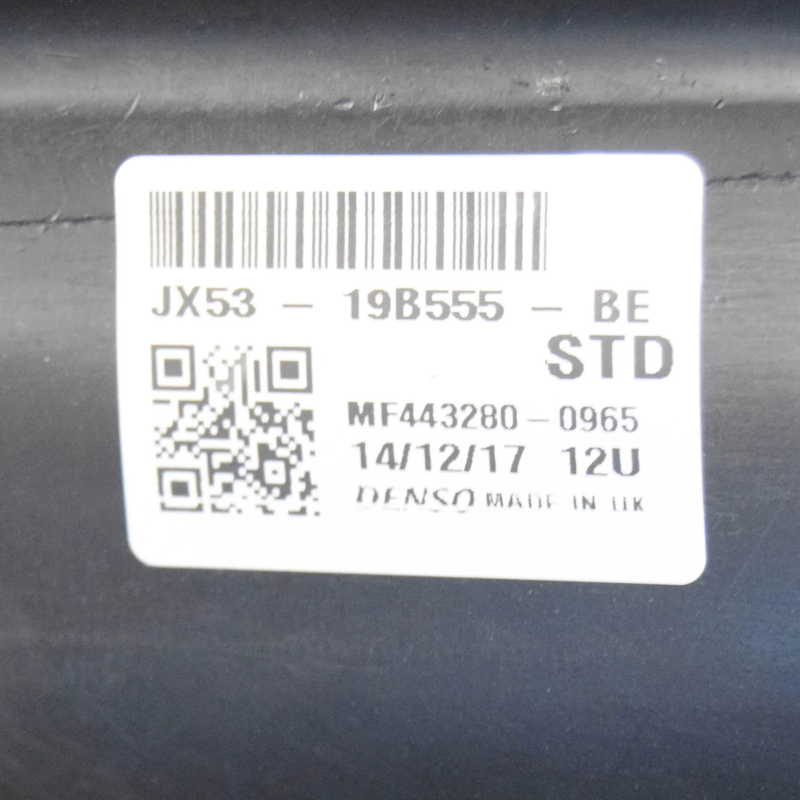 JX53 – 19B555 – BE
STD
MF443280-0965
14/12/17 12U
DENSO MADE IN UK